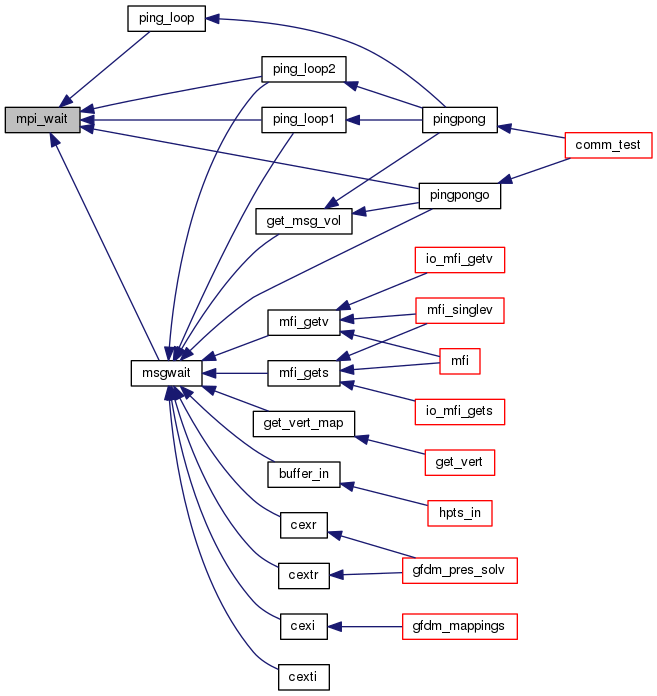 ping_loop
ping_loop2
mpi_wait
ping_loop1
pingpong
comm_test
pingpongo
get_msg_vol
io_mfi_getv
mfi_getv
mfi_singlev
mfi
msgwait
mfi_gets
io_mfi_gets
get_vert_map
get_vert
buffer_in
hpts_in
cexr
cextr
gfdm_pres_solv
cexi
gfdm_mappings
cexti